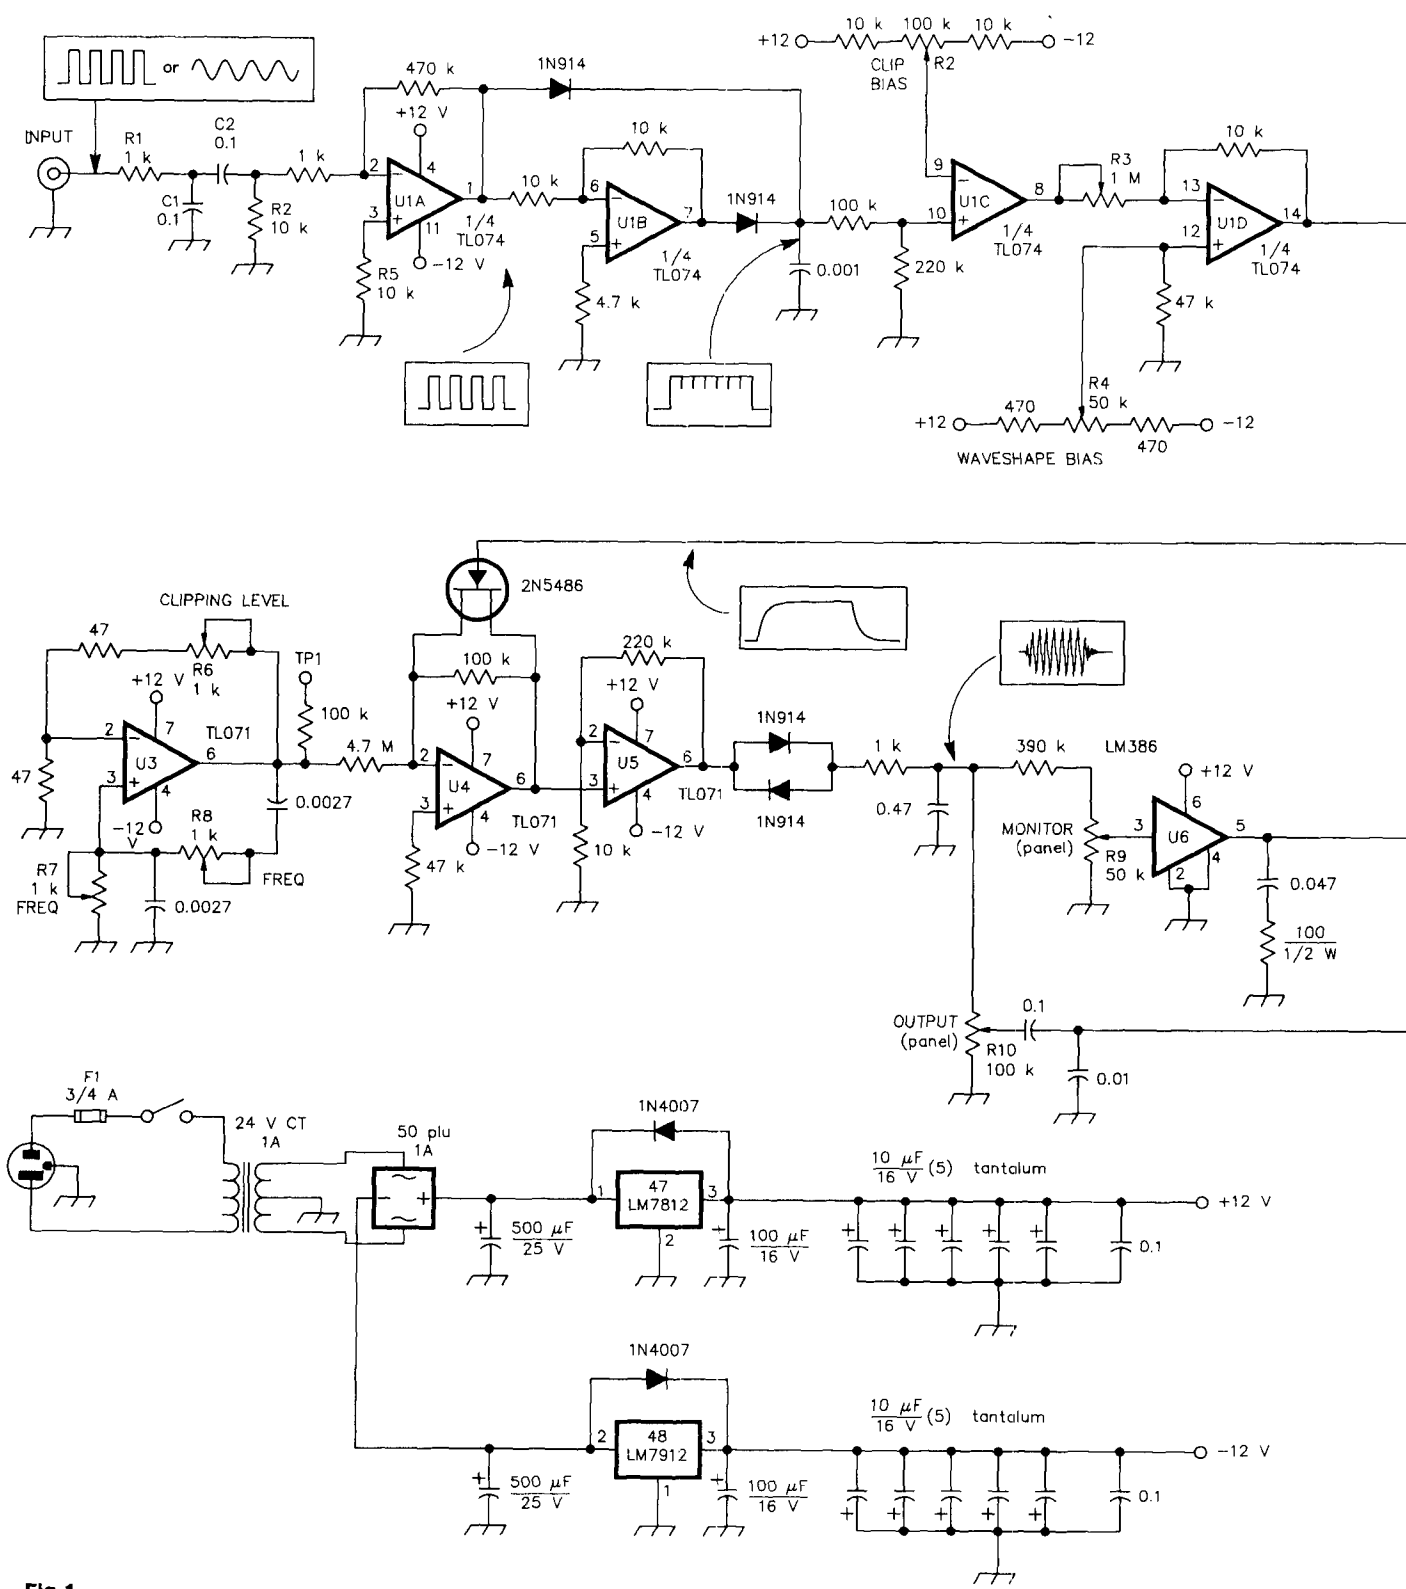 10 k 100 k 10 k
+12 -12
CLIP
BIAS
R2
or
470 k
1N914
+12 V
INPUT
R1
1 k
C2
0.1
1 k
2
4
U1A
1
3
11
1/4
TL074
-12 V
C1
0.1
R2
10 k
R5
10 k
10 k
10 k
6
U1B
7
5
1/4
TL074
4.7 k
1N914
0.001
100 k
220 k
9
U1C
8
10
1/4
TL074
R3
1 M
10 k
13
U1D
14
12
1/4
TL074
47 k
R4
50 k
+12
470
470
-12
WAVESHAPE BIAS
2N5486
CLIPPING LEVEL
47
R6
1 k
TP1
+12 V
100 k
2
7
U3
6
TL071
3
4
47
-12
V
R8
1 k
0.0027
FREQ
R7
1 k
FREQ
0.0027
4.7 M
100 k
+12 V
2
7
U4
6
3
4
TL071
-12 V
47 k
220 k
+12 V
2
7
U5
6
3
4
TL071
-12 V
10 k
1N914
1N914
1 k
0.47
390 k
LM386
+12 V
MONITOR
(panel)
R9
50 k
3
6
U6
5
2
4
0.047
100
1/2 W
OUTPUT
(panel)
R10
100 k
0.1
0.01
F1
3/4 A
24 V CT
1A
50 plu
1A
- +
500 µF
25 V
+
1N4007
1
47
LM7812
3
2
+
100 µF
16 V
10 µF
16 V
(5) tantalum
+ + + + +
0.1
+12 V
500 µF
25 V
+
1N4007
2
48
LM7912
3
1
+
100 µF
16 V
10 µF
16 V
(5) tantalum
+ + + + +
0.1
-12 V